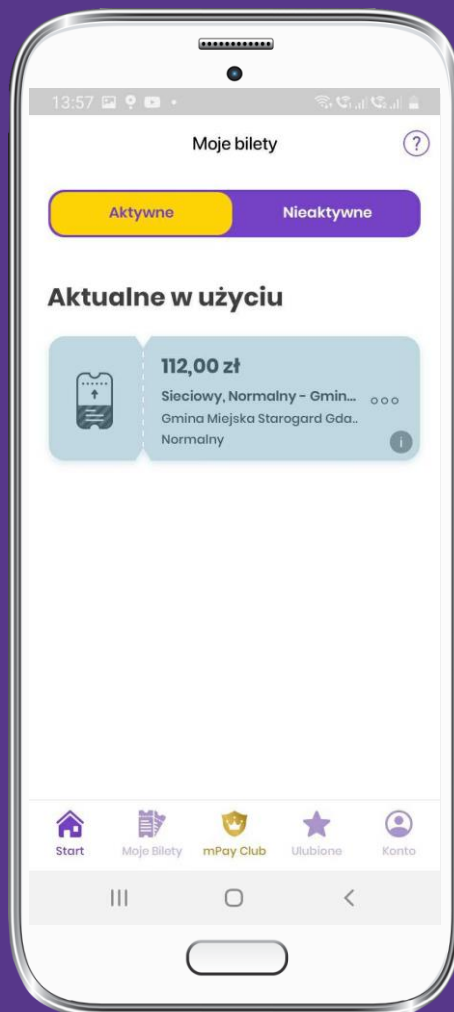 13:57
Moje bilety
?
Aktywne
Nieaktywne
Aktualne w użyciu
112,00 zł
Sieciowy, Normalny - Gmin...
Gmina Miejska Starogard Gda..
Normalny
i
Start
Moje Bilety
mPay Club
Ulubione
Konto